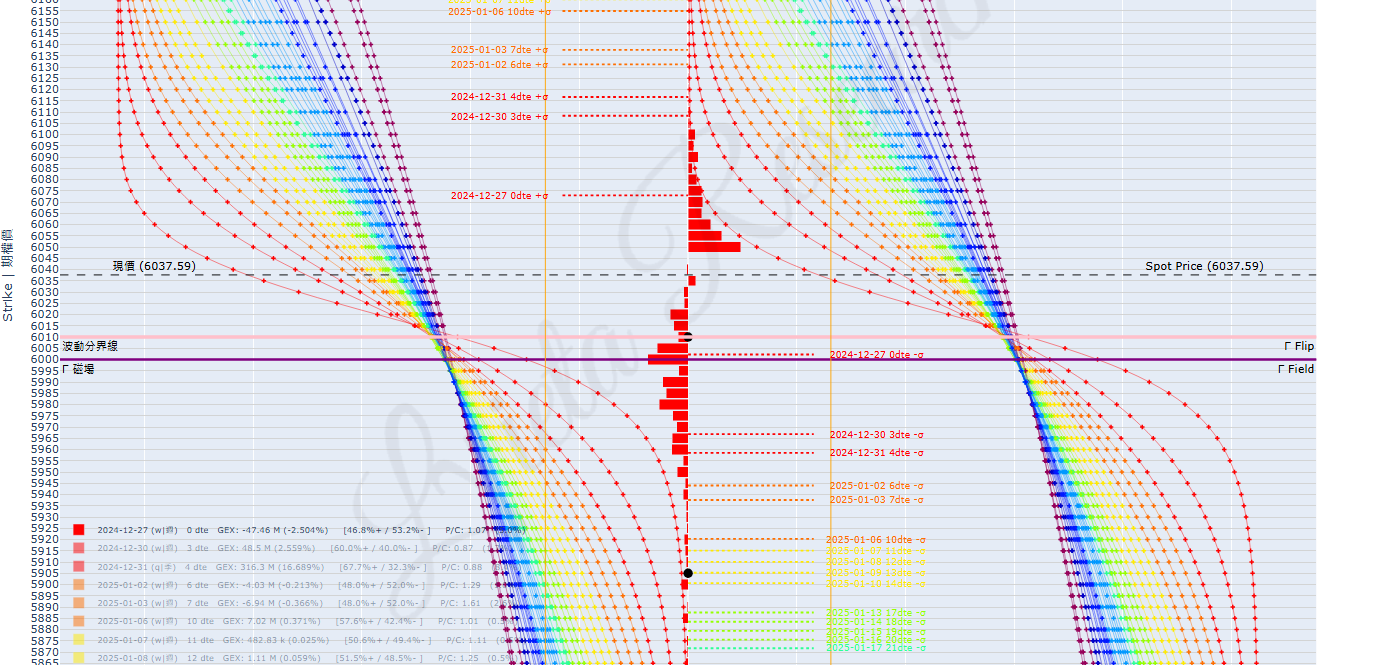 6160
6155
6150
6145
6140
6135
6130
6125
6120
6115
6110
6105
6100
6095
6090
6085
6080
6075
6070
6065
6060
6055
6050
6045
6040
6035
6030
6025
6020
6015
6010
6005
6000
5995
5990
5985
5980
5975
5970
5965
5960
5955
5950
5945
5940
5935
5930
5925
5920
5915
5910
5905
5900
5895
5890
5885
5880
5875
5870
5865
Strike | 期權價
2025-01-06 10dte +σ
2025-01-03 7dte +σ
2025-01-02 6dte +σ
2024-12-31 4dte +σ
2024-12-30 3dte +σ
2024-12-27 0dte +σ
現價 (6037.59)
Spot Price (6037.59)
波動分界線
Γ Flip
Γ 磁場
Γ Field
2024-12-27 0dte -σ
2024-12-30 3dte -σ
2024-12-31 4dte -σ
2025-01-02 6dte -σ
2025-01-03 7dte -σ
2025-01-06 10dte -σ
2025-01-07 11dte -σ
2025-01-08 12dte -σ
2025-01-09 13dte -σ
2025-01-10 14dte -σ
2025-01-13 17dte -σ
2025-01-14 18dte -σ
2025-01-17 21dte -σ
2024-12-27 (w|週) 0 dte GEX: -47.46 M (-2.504%) [46.8%+ / 53.2%- ] P/C: 1.07
2024-12-30 (w|週) 3 dte GEX: 48.5 M (2.559%) [60.0%+ / 40.0%- ] P/C: 0.87
2024-12-31 (q|季) 4 dte GEX: 316.3 M (16.689%) [67.7%+ / 32.3%- ] P/C: 0.88
2025-01-02 (w|週) 6 dte GEX: -4.03 M (-0.213%) [48.0%+ / 52.0%- ] P/C: 1.29
2025-01-03 (w|週) 7 dte GEX: -6.94 M (-0.366%) [48.0%+ / 52.0%- ] P/C: 1.61
2025-01-06 (w|週) 10 dte GEX: 7.02 M (0.371%) [57.6%+ / 42.4%- ] P/C: 1.01
2025-01-07 (w|週) 11 dte GEX: 482.83 k (0.025%) [50.6%+ / 49.4%- ] P/C: 1.11
2025-01-08 (w|週) 12 dte GEX: 1.11 M (0.059%) [51.5%+ / 48.5%- ] P/C: 1.25